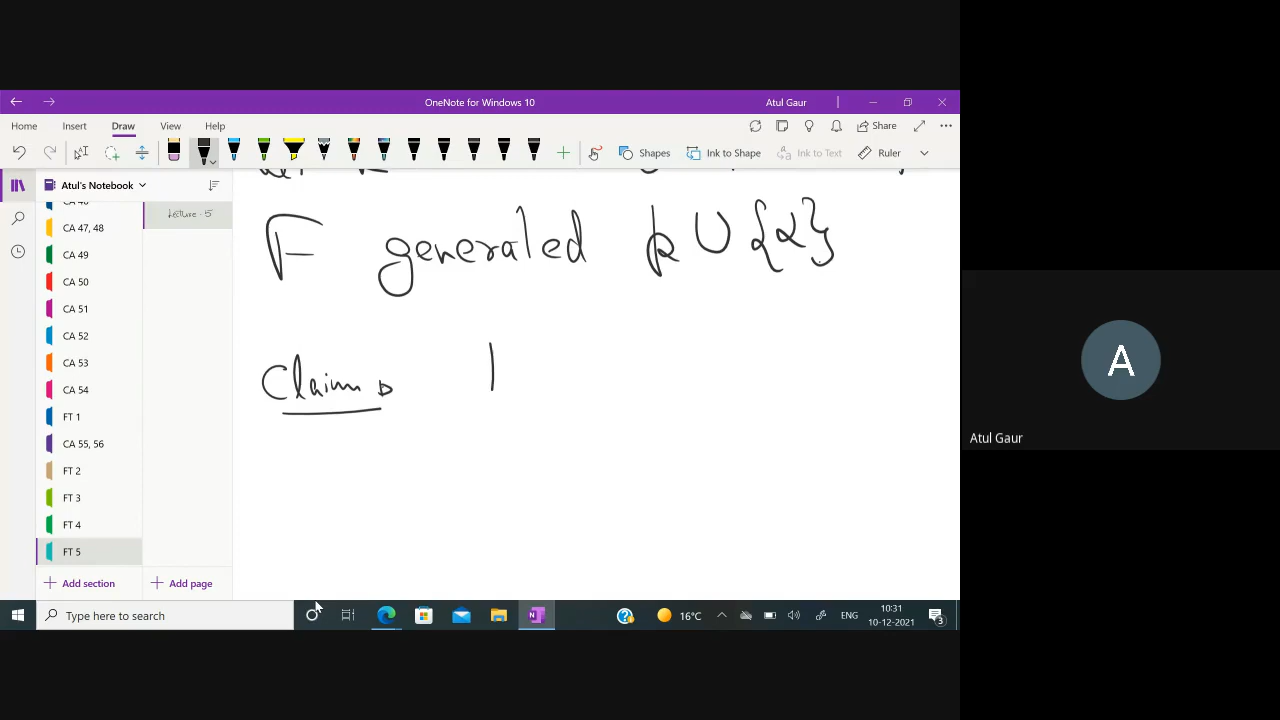 OneNote for Windows 10
Atul Gaur
Home Insert Draw View Help
Share
Shapes
Ink to Shape
Ink to Text
Ruler
Atul's Notebook
Lecture - 5
CA 47, 48
CA 49
CA 50
CA 51
CA 52
CA 53
CA 54
FT 1
CA 55, 56
FT 2
FT 3
FT 4
FT 5
Add section
Add page
F generated k ∪ {α}
Claim
A
Atul Gaur
Type here to search
16°C
ENG
10:31
10-12-2021
3